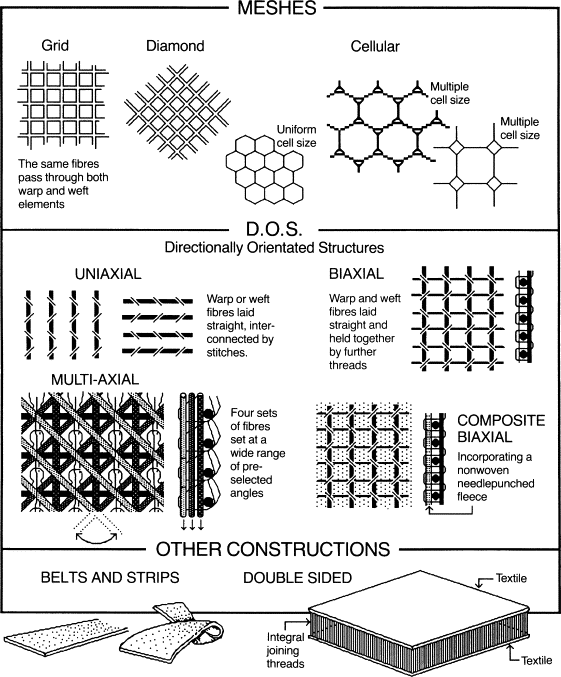 MESHES
Grid
Diamond
Cellular
The same fibres
pass through both
warp and weft
elements
Uniform
cell size
Multiple
cell size
Multiple
cell size
D.O.S.
Directionally Orientated Structures
UNIAXIAL
Warp or weft
fibres laid
straight, inter-
connected by
stitches.
BIAXIAL
Warp and weft
fibres laid
straight and
held together
by further
threads
MULTI-AXIAL
Four sets
of fibres
set at a
wide range
of pre-
selected
angles
COMPOSITE
BIAXIAL
Incorporating a
nonwoven
needlepunched
fleece
OTHER CONSTRUCTIONS
BELTS AND STRIPS
DOUBLE SIDED
Textile
Integral
joining
threads
Textile